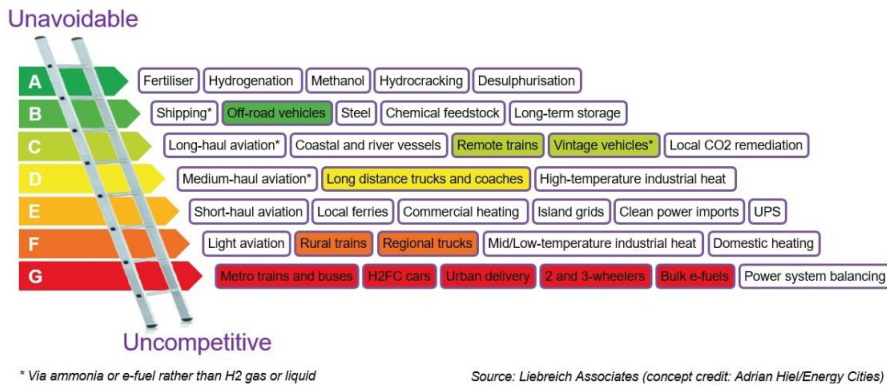 Unavoidable
A Fertiliser Hydrogenation Methanol Hydrocracking Desulphurisation
B Shipping* Off-road vehicles Steel Chemical feedstock Long-term storage
C Long-haul aviation* Coastal and river vessels Remote trains Vintage vehicles* Local CO2 remediation
D Medium-haul aviation* Long distance trucks and coaches High-temperature industrial heat
E Short-haul aviation Local ferries Commercial heating Island grids Clean power imports UPS
F Light aviation Rural trains Regional trucks Mid/Low-temperature industrial heat Domestic heating
G Metro trains and buses H2FC cars Urban delivery 2 and 3-wheelers Bulk e-fuels Power system balancing
Uncompetitive
* Via ammonia or e-fuel rather than H2 gas or liquid Source: Liebreich Associates (concept credit: Adrian Hiel/Energy Cities)